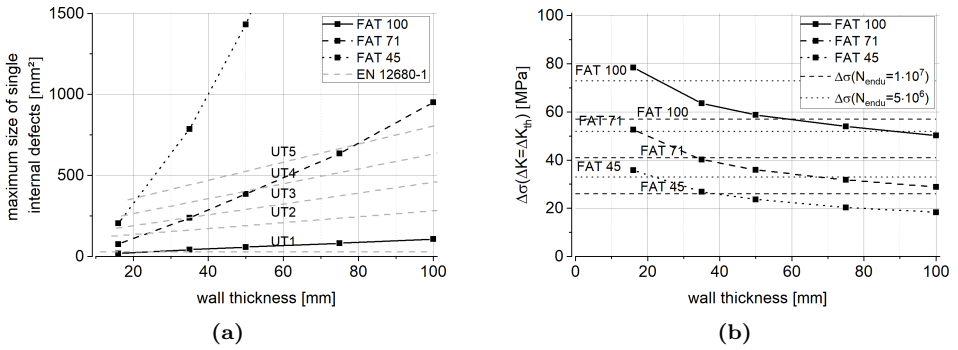 1500
1000
500
0
20
40
60
80
100
maximum size of single
internal defects [mm²]
wall thickness [mm]
FAT 100
FAT 71
FAT 45
EN 12680-1
UT5
UT4
UT3
UT2
UT1
(a)
100
80
60
40
20
0
0
20
40
60
80
100
Δσ(ΔK=ΔKth) [MPa]
wall thickness [mm]
FAT 100
FAT 71
FAT 45
Δσ(Nendu=1·10⁷)
Δσ(Nendu=5·10⁶)
FAT 100
FAT 100
FAT 71
FAT 71
FAT 45
FAT 45
(b)